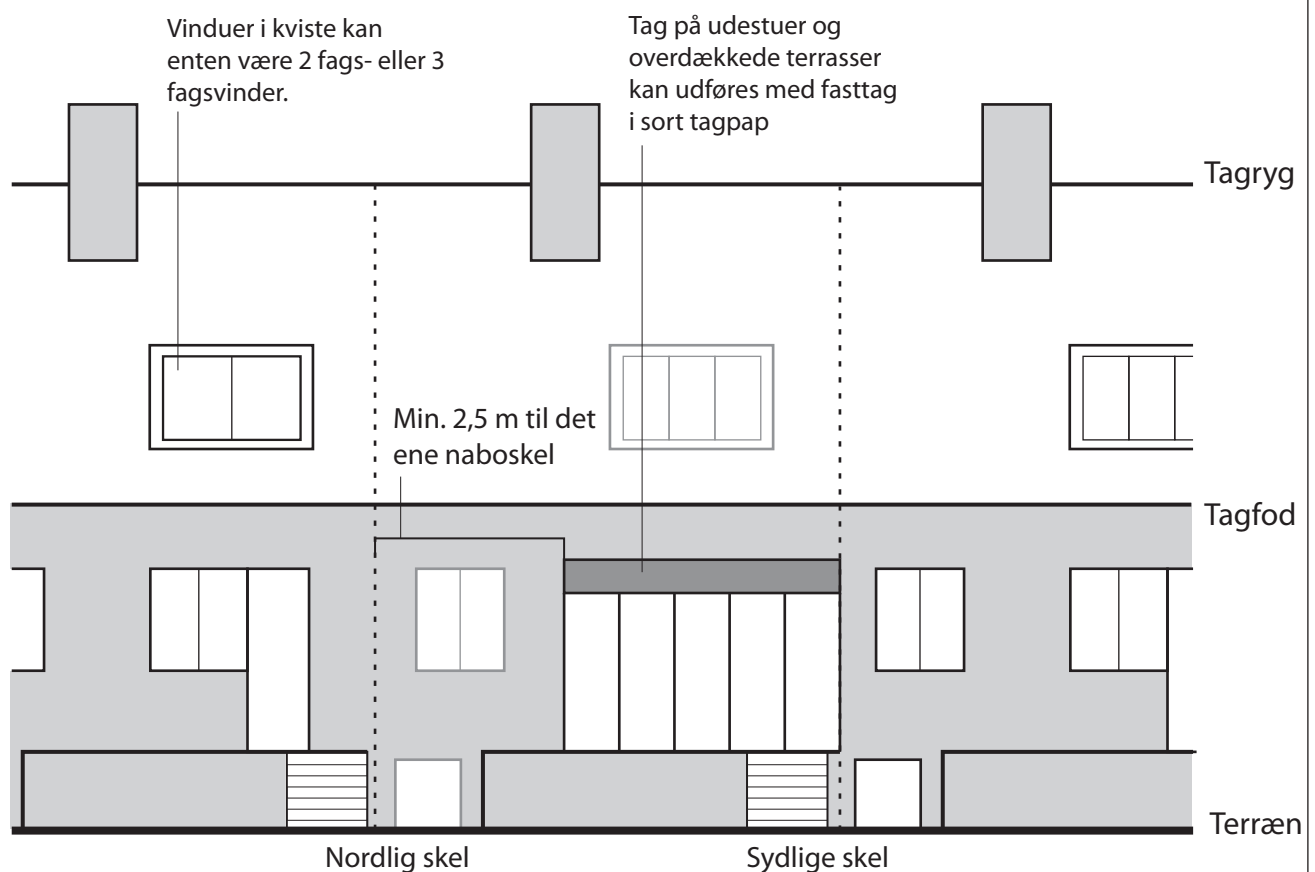 Vinduer i kviste kan
enten være 2 fags- eller 3
fagsvinder.
Tag på udestuer og
overdækkede terrasser
kan udføres med fasttag
i sort tagpap
Tagryg
Min. 2,5 m til det
ene naboskel
Tagfod
Terræn
Nordlig skel
Sydlige skel